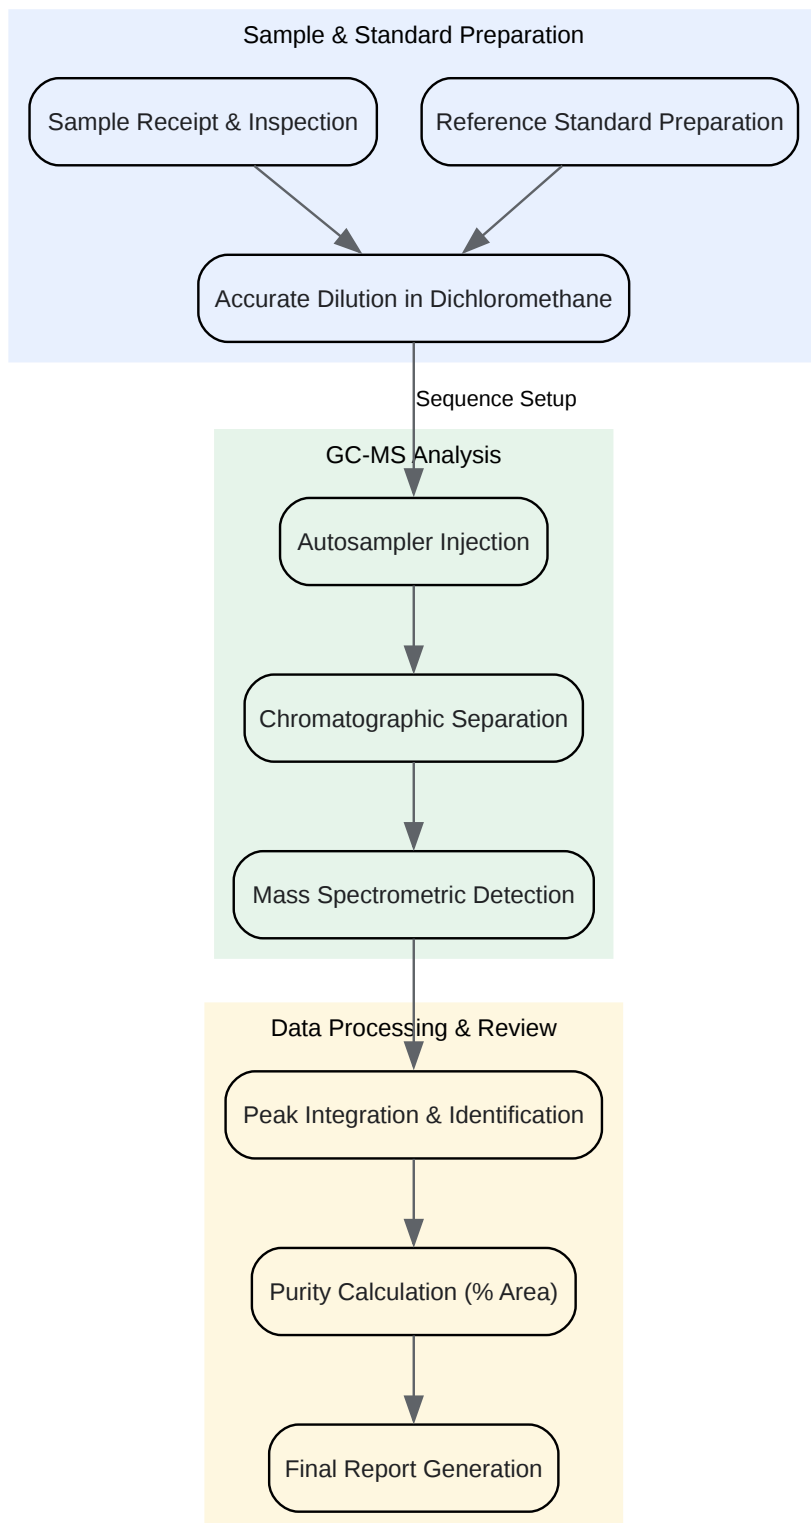 Sample & Standard Preparation
Sample Receipt & Inspection
Reference Standard Preparation
Accurate Dilution in Dichloromethane
Sequence Setup
GC-MS Analysis
Autosampler Injection
Chromatographic Separation
Mass Spectrometric Detection
Data Processing & Review
Peak Integration & Identification
Purity Calculation (% Area)
Final Report Generation